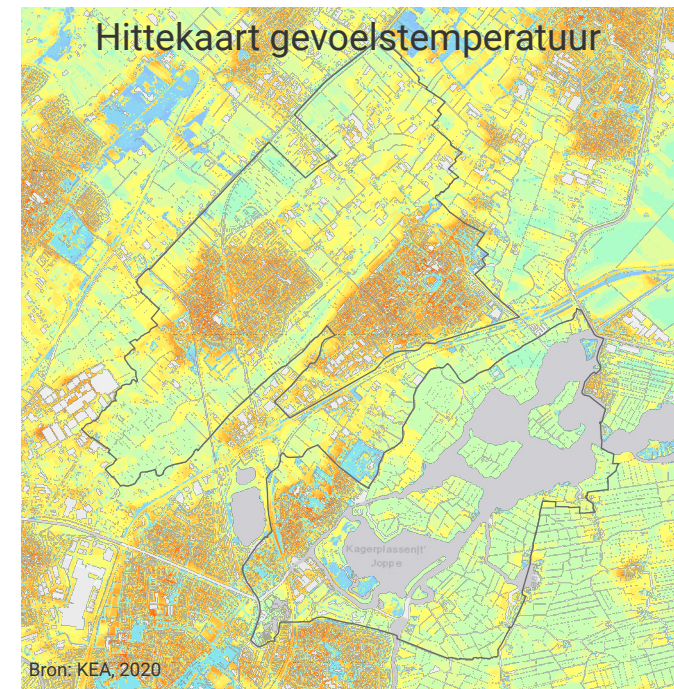 Hittekaart gevoelstemperatuur
Kagerplassen(t'
Joppe
Bron: KEA, 2020